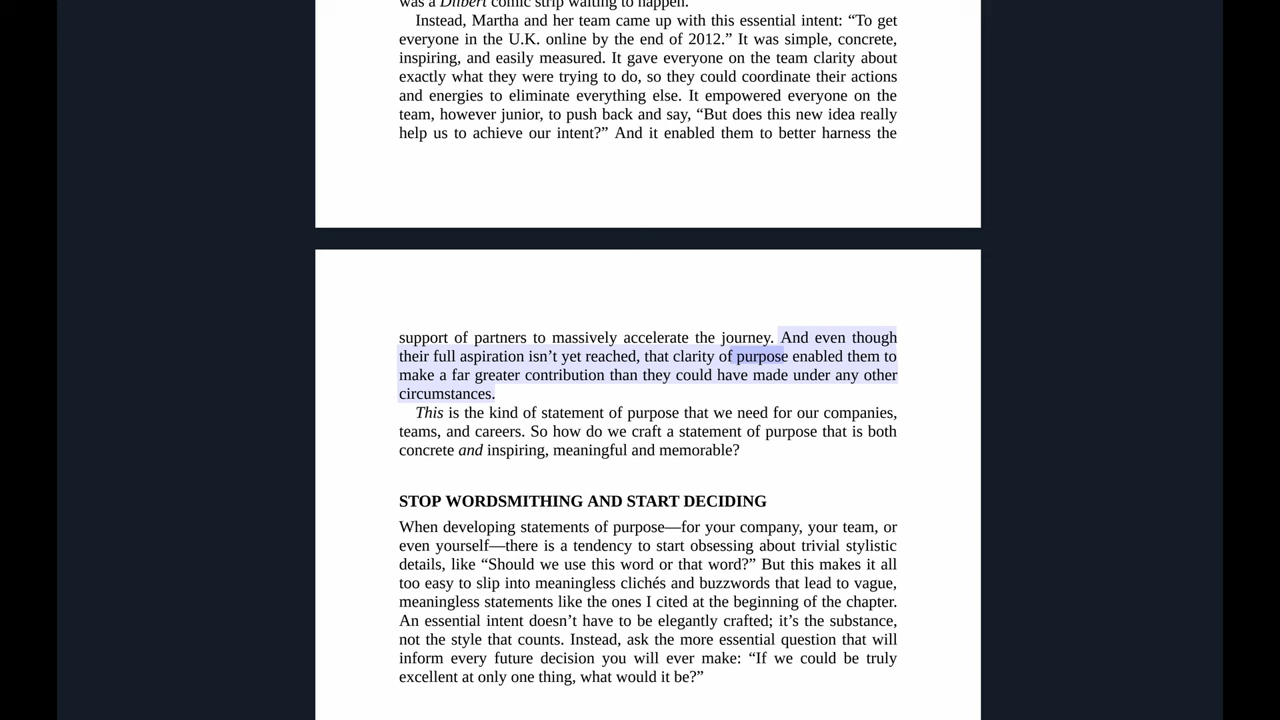 was a Dilbert comic strip waiting to happen.
Instead, Martha and her team came up with this essential intent: “To get
everyone in the U.K. online by the end of 2012.” It was simple, concrete,
inspiring, and easily measured. It gave everyone on the team clarity about
exactly what they were trying to do, so they could coordinate their actions
and energies to eliminate everything else. It empowered everyone on the
team, however junior, to push back and say, “But does this new idea really
help us to achieve our intent?” And it enabled them to better harness the
support of partners to massively accelerate the journey. And even though
their full aspiration isn’t yet reached, that clarity of purpose enabled them to
make a far greater contribution than they could have made under any other
circumstances.
This is the kind of statement of purpose that we need for our companies,
teams, and careers. So how do we craft a statement of purpose that is both
concrete and inspiring, meaningful and memorable?
STOP WORDSMITHING AND START DECIDING
When developing statements of purpose—for your company, your team, or
even yourself—there is a tendency to start obsessing about trivial stylistic
details, like “Should we use this word or that word?” But this makes it all
too easy to slip into meaningless clichés and buzzwords that lead to vague,
meaningless statements like the ones I cited at the beginning of the chapter.
An essential intent doesn’t have to be elegantly crafted; it’s the substance,
not the style that counts. Instead, ask the more essential question that will
inform every future decision you will ever make: “If we could be truly
excellent at only one thing, what would it be?”